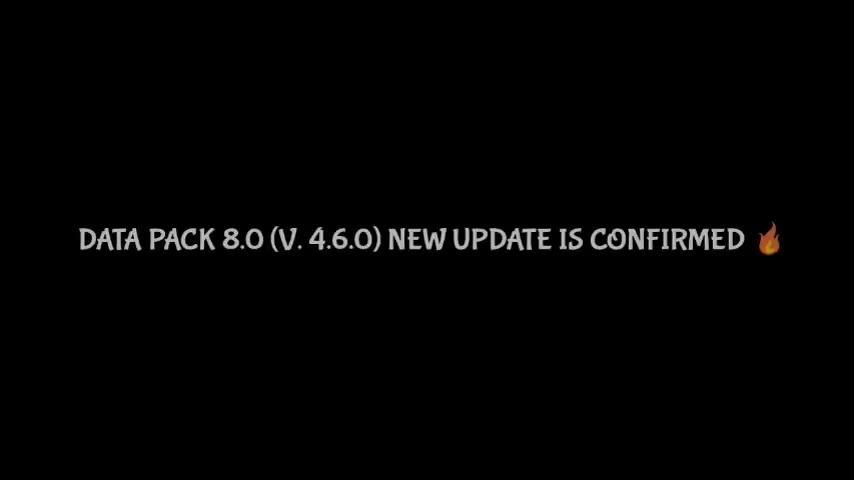 DATA PACK 8.0 (V. 4.6.0) NEW UPDATE IS CONFIRMED 🔥